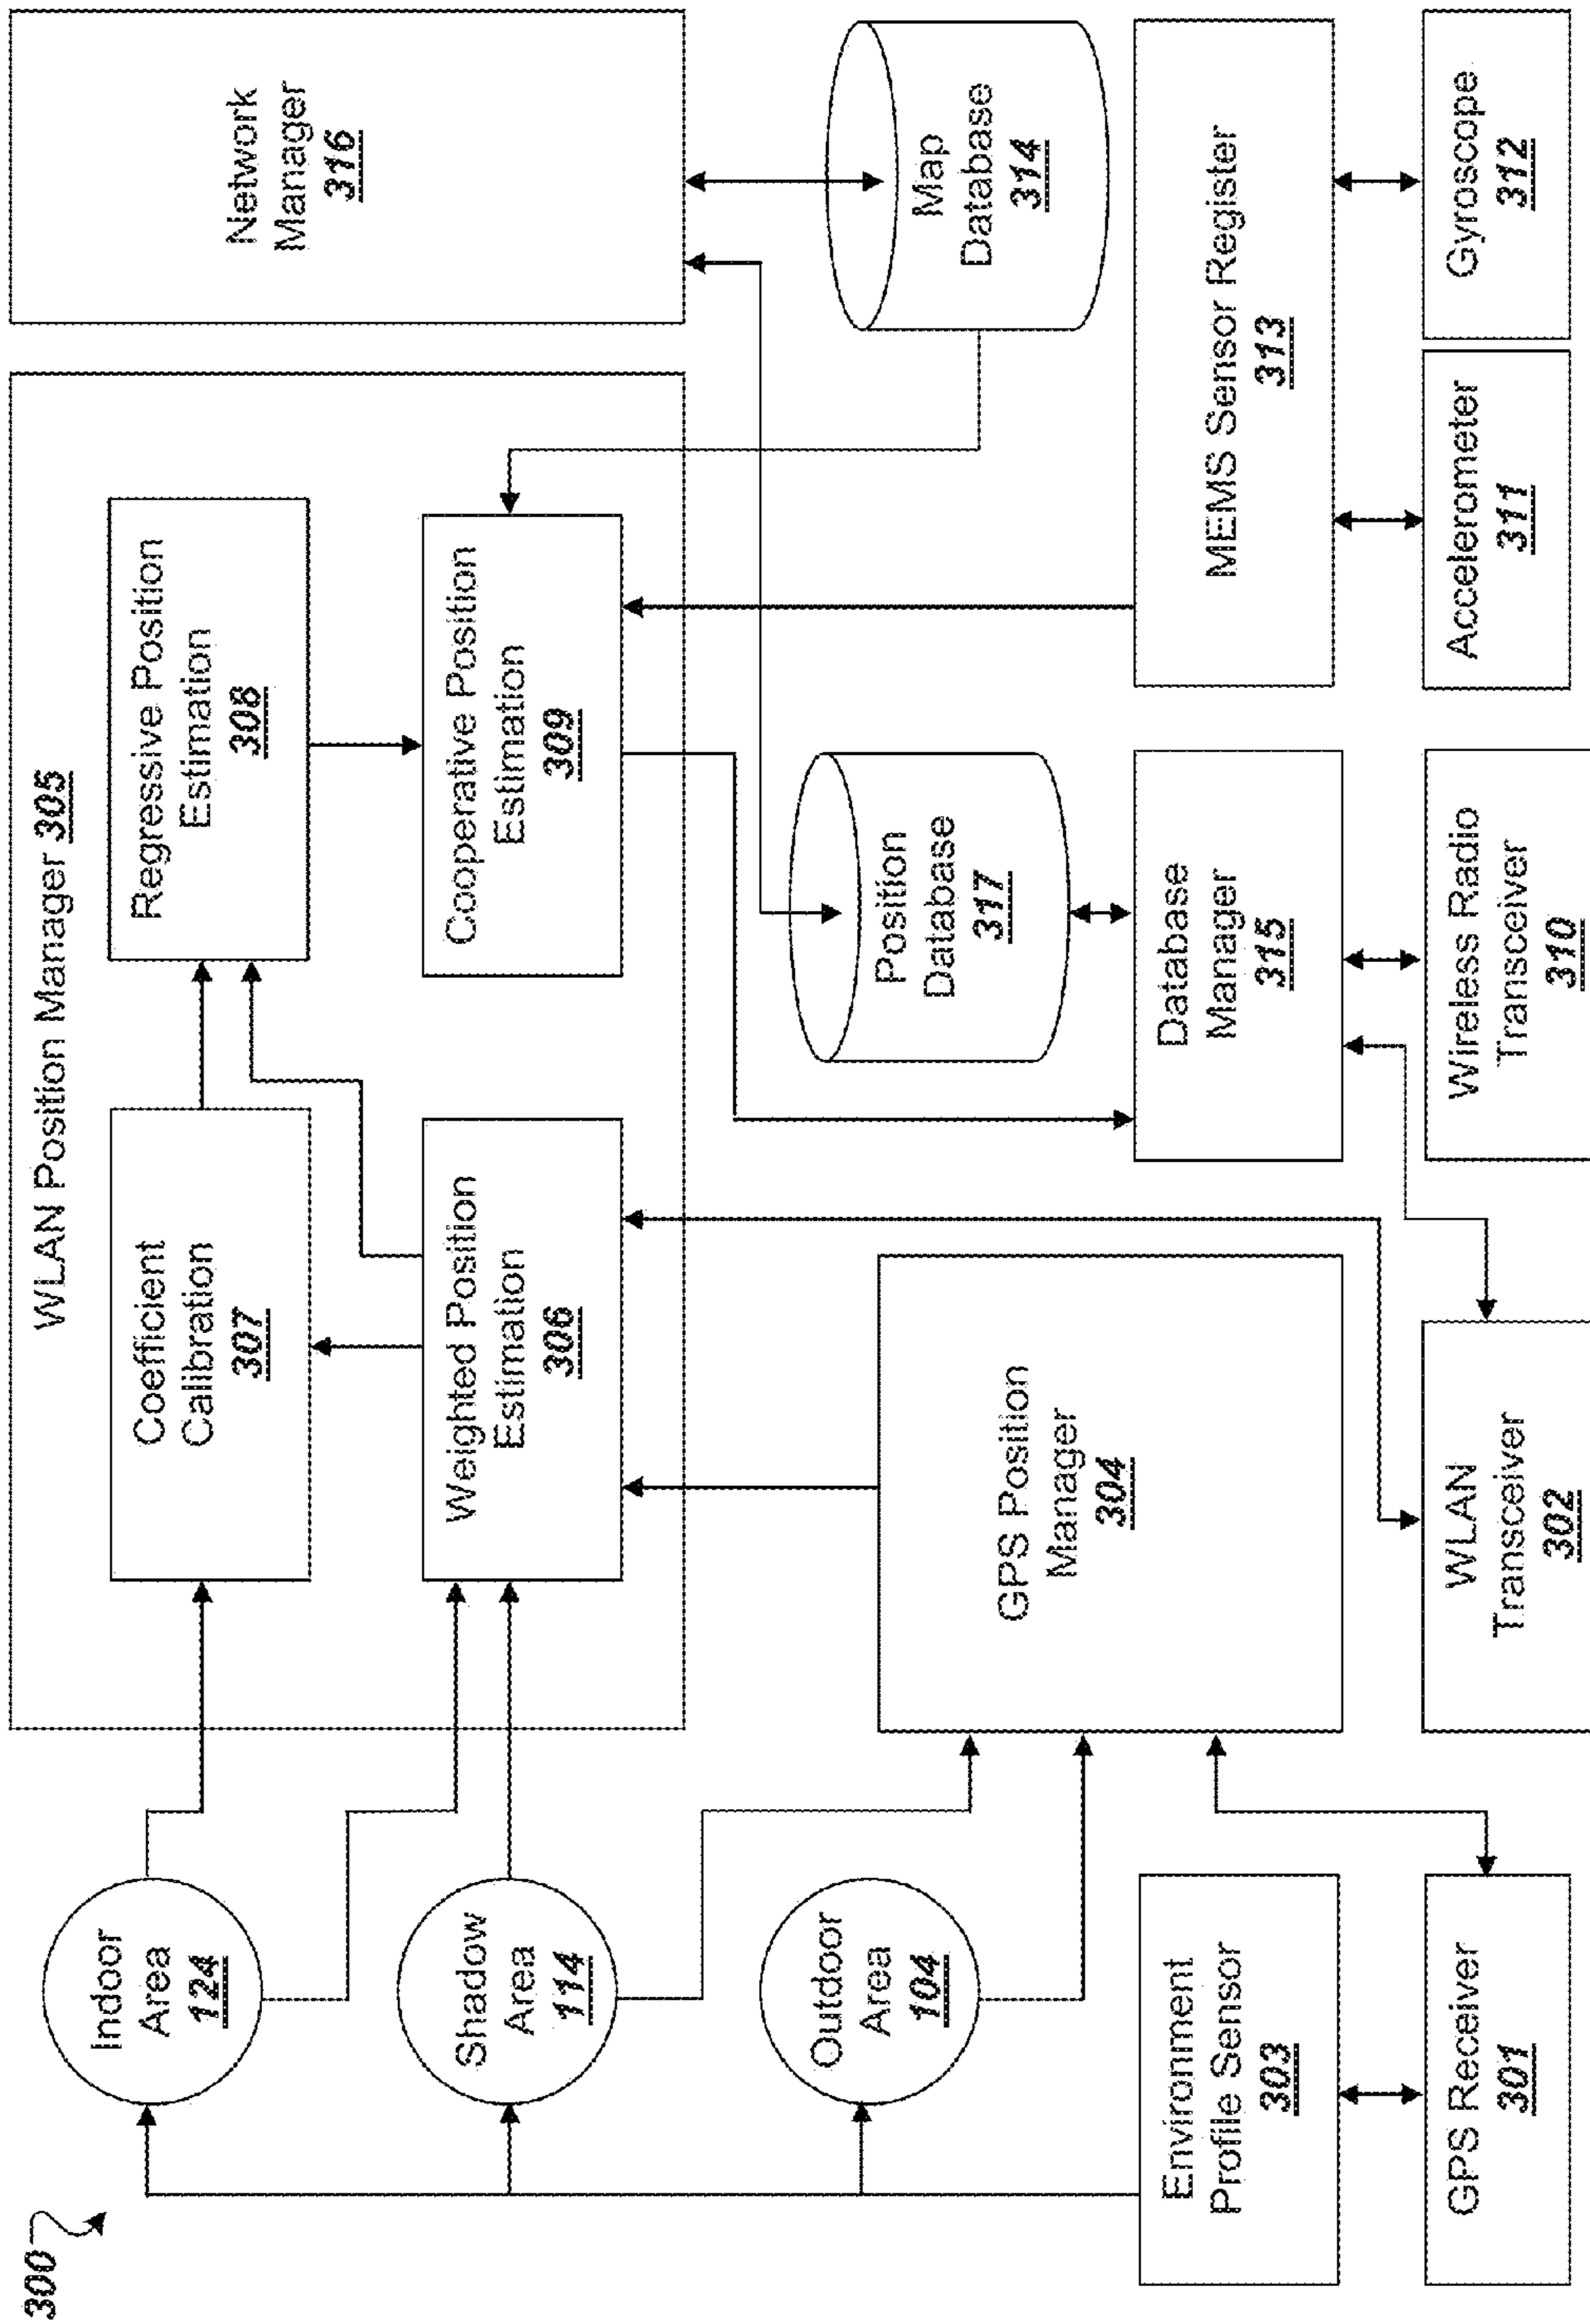 300
WLAN Position Manager 305
Network
Manager
316
Indoor
Area
124
Coefficient
Calibration
307
Regressive Position
Estimation
308
Shadow
Area
114
Weighted Position
Estimation
306
Cooperative Position
Estimation
309
Outdoor
Area
104
GPS Position
Manager
304
Position
Database
317
Map
Database
314
Environment
Profile Sensor
303
Database
Manager
315
MEMS Sensor Register
313
GPS Receiver
301
WLAN
Transceiver
302
Wireless Radio
Transceiver
310
Accelerometer
311
Gyroscope
312